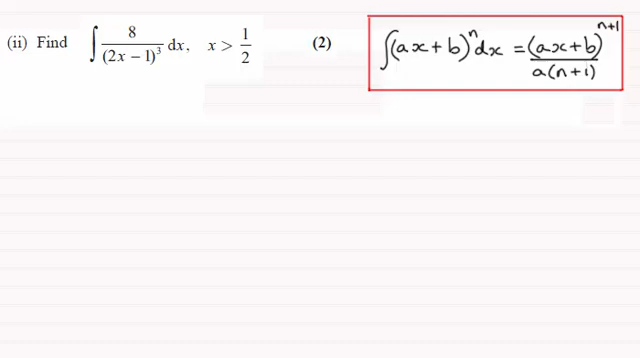 (ii) Find ∫ 8/(2x − 1)³ dx, x > 1/2 (2)
∫(ax + b)ⁿ dx = (ax + b)ⁿ⁺¹/a(n + 1)